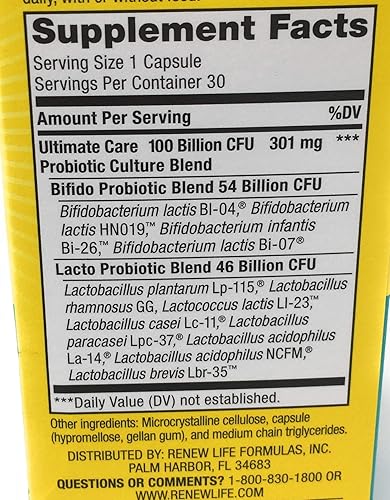 daily, with or without food.
Supplement Facts
Serving Size 1 Capsule
Servings Per Container 30
Amount Per Serving %DV
Ultimate Care 100 Billion CFU 301 mg ***
Probiotic Culture Blend
Bifido Probiotic Blend 54 Billion CFU
Bifidobacterium lactis Bl-04,® Bifidobacterium
lactis HN019,™ Bifidobacterium infantis
Bi-26,™ Bifidobacterium lactis Bi-07®
Lacto Probiotic Blend 46 Billion CFU
Lactobacillus plantarum Lp-115,® Lactobacillus
rhamnosus GG, Lactococcus lactis Ll-23,™
Lactobacillus casei Lc-11,® Lactobacillus
paracasei Lpc-37,® Lactobacillus acidophilus
La-14,® Lactobacillus acidophilus NCFM,®
Lactobacillus brevis Lbr-35™
***Daily Value (DV) not established.
Other ingredients: Microcrystalline cellulose, capsule
(hypromellose, gellan gum), and medium chain triglycerides.
DISTRIBUTED BY: RENEW LIFE FORMULAS, INC.
PALM HARBOR, FL 34683
QUESTIONS OR COMMENTS? 1-800-830-1800 OR
WWW.RENEWLIFE.COM